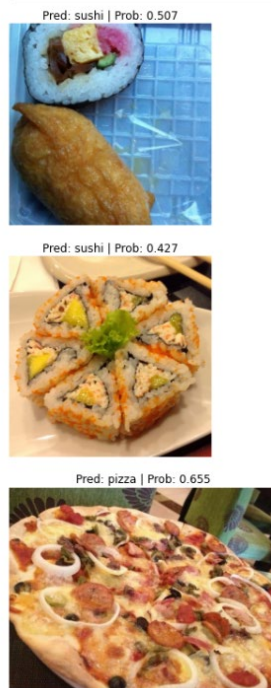 Pred: sushi | Prob: 0.507
Pred: sushi | Prob: 0.427
Pred: pizza | Prob: 0.655